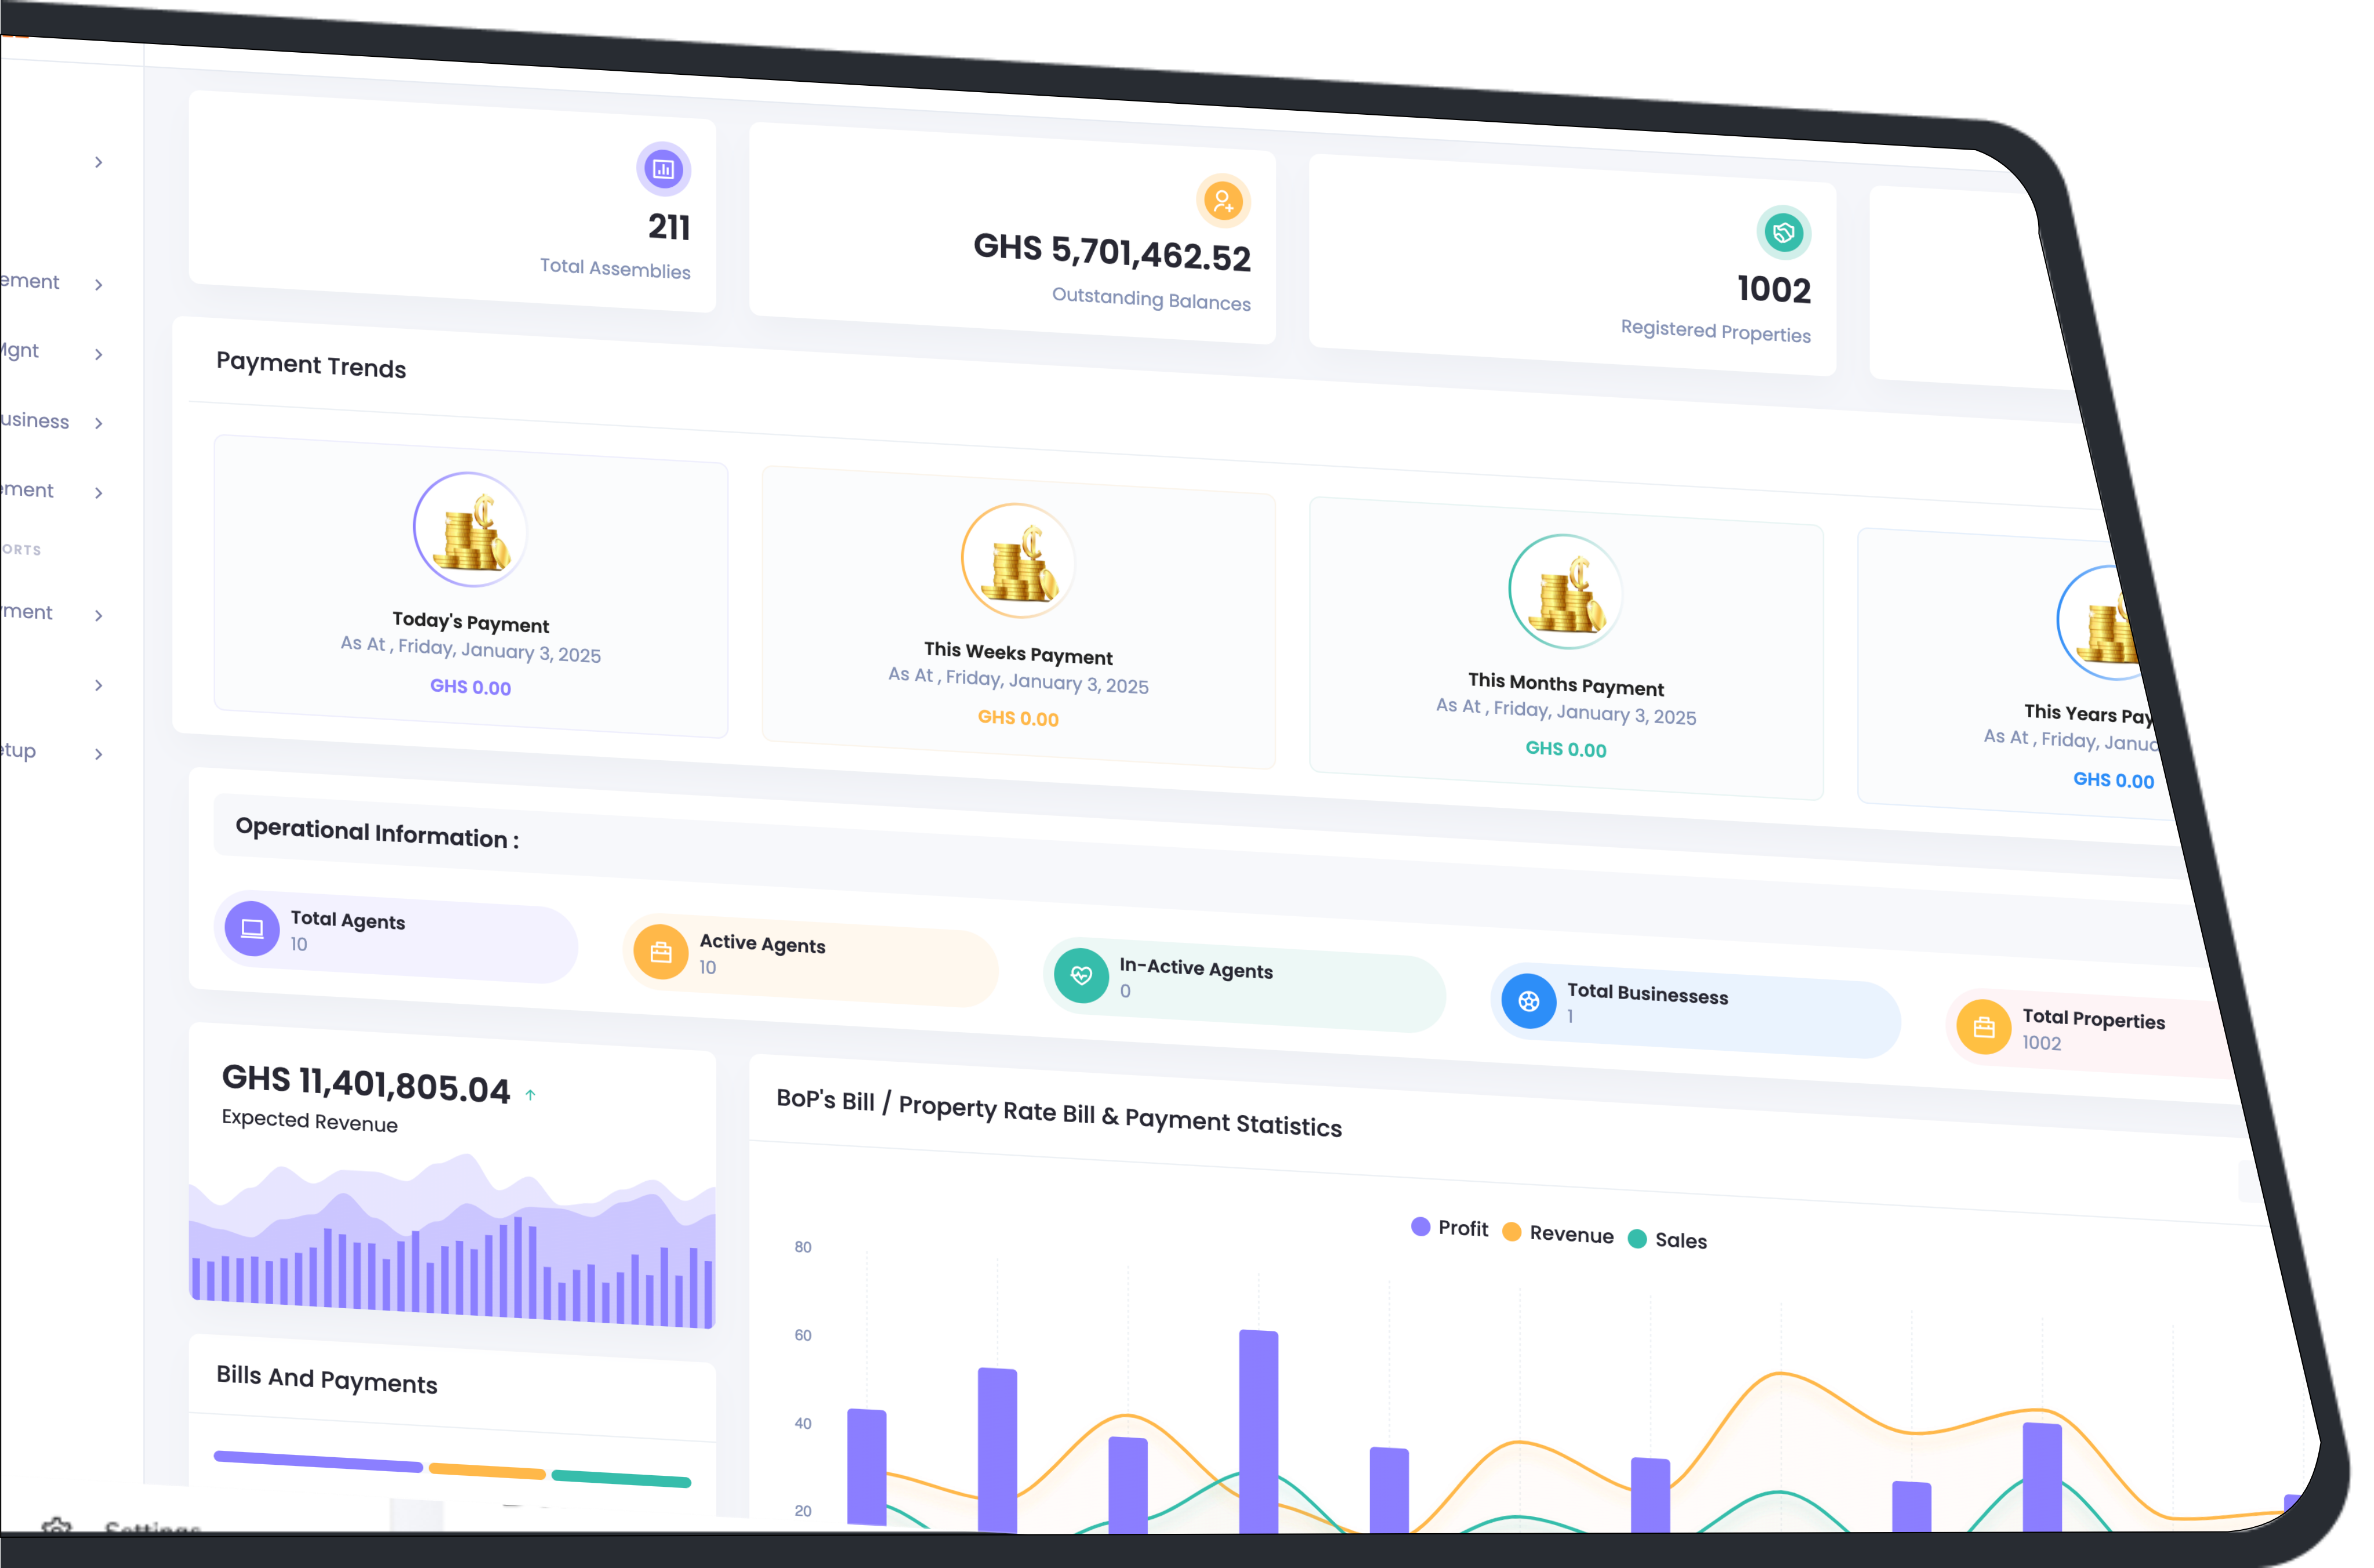 211
Total Assemblies
GHS 5,701,462.52
Outstanding Balances
1002
Registered Properties
ement
Mgnt
usiness
ement
ORTS
yment
etup
Settings
Payment Trends
Today's Payment
As At , Friday, January 3, 2025
GHS 0.00
This Weeks Payment
As At , Friday, January 3, 2025
GHS 0.00
This Months Payment
As At , Friday, January 3, 2025
GHS 0.00
This Years Pay
As At , Friday, Janua
GHS 0.00
Operational Information :
Total Agents
10
Active Agents
10
In-Active Agents
0
Total Businessess
1
Total Properties
1002
GHS 11,401,805.04
Expected Revenue
BoP's Bill / Property Rate Bill & Payment Statistics
Profit
Revenue
Sales
80
60
40
20
Bills And Payments